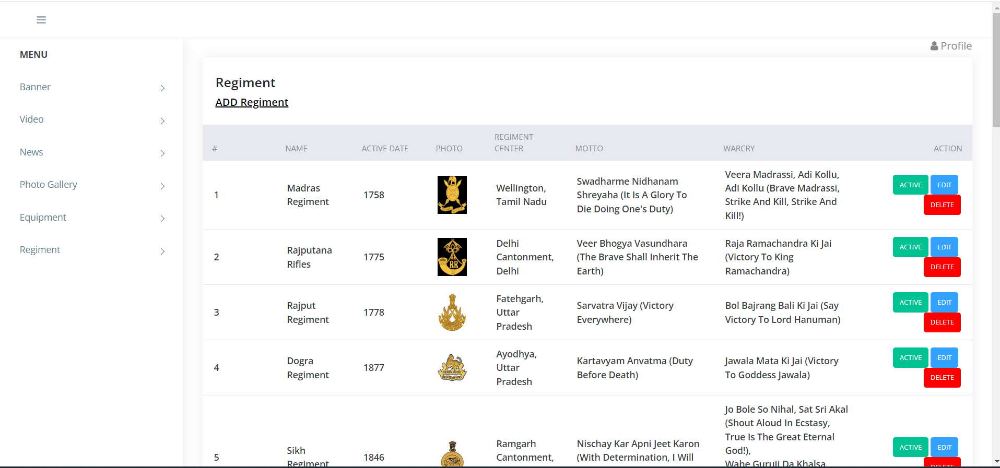 Profile
MENU
Banner
Video
News
Photo Gallery
Equipment
Regiment
Regiment
ADD Regiment
# NAME ACTIVE DATE PHOTO REGIMENT CENTER MOTTO WARCRY ACTION
1
Madras
Regiment
1758
Wellington,
Tamil Nadu
Swadharme Nidhanam
Shreyaha (It Is A Glory To
Die Doing One's Duty)
Veera Madrassi, Adi Kollu,
Adi Kollu (Brave Madrassi,
Strike And Kill, Strike And
Kill!)
ACTIVE EDIT
DELETE
2
Rajputana
Rifles
1775
RR
Delhi
Cantonment,
Delhi
Veer Bhogya Vasundhara
(The Brave Shall Inherit The
Earth)
Raja Ramachandra Ki Jai
(Victory To King
Ramachandra)
ACTIVE EDIT
DELETE
3
Rajput
Regiment
1778
Fatehgarh,
Uttar
Pradesh
Sarvatra Vijay (Victory
Everywhere)
Bol Bajrang Bali Ki Jai (Say
Victory To Lord Hanuman)
ACTIVE EDIT
DELETE
4
Dogra
Regiment
1877
Ayodhya,
Uttar
Pradesh
Kartavyam Anvatma (Duty
Before Death)
Jawala Mata Ki Jai (Victory
To Goddess Jawala)
ACTIVE EDIT
DELETE
5
Sikh
Regiment
1846
Ramgarh
Cantonment,
Nischay Kar Apni Jeet Karon
(With Determination, I Will
Jo Bole So Nihal, Sat Sri Akal
(Shout Aloud In Ecstasy,
True Is The Great Eternal
God!),
Wahe Guruji Da Khalsa
ACTIVE EDIT
DELETE